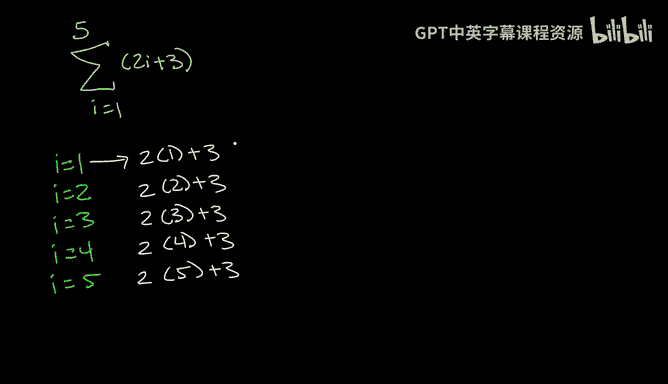 GPT中英字幕课程资源 bilibili
5
∑ (2i+3)
i=1
i=1 → 2(1)+3
i=2 2(2)+3
i=3 2(3)+3
i=4 2(4)+3
i=5 2(5)+3